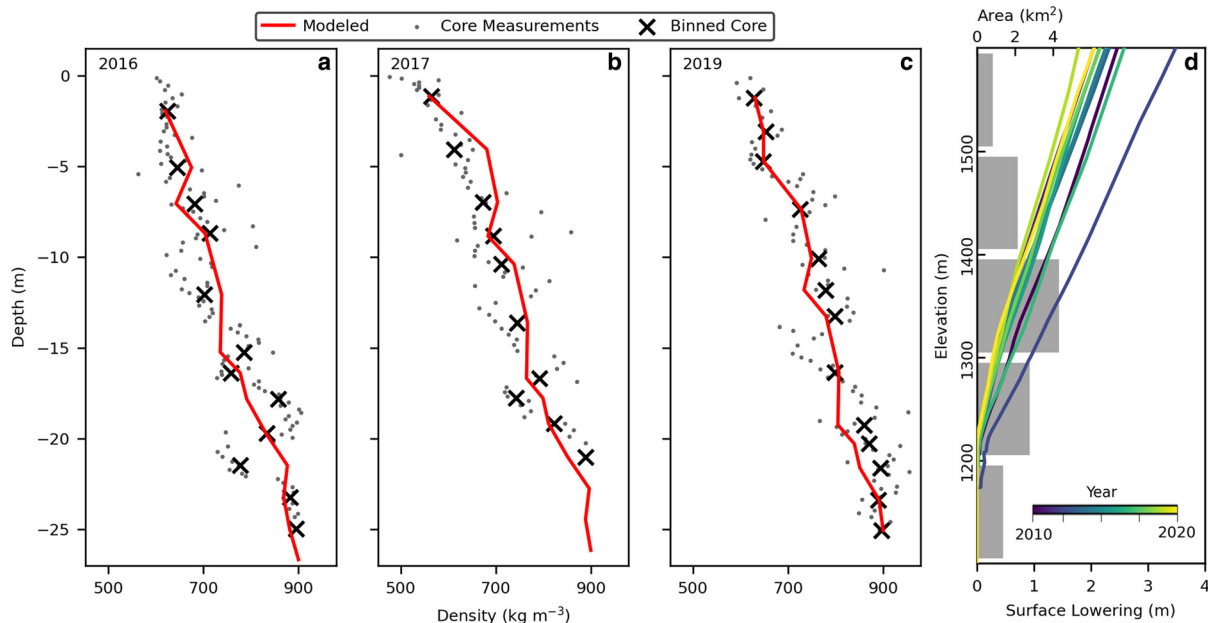 Modeled Core Measurements Binned Core
Area (km²)
0 2 4
2016 a
2017 b
2019 c
d
0
−5
−10
−15
−20
−25
Depth (m)
1500
1400
1300
1200
Elevation (m)
Year
2010 2020
500 700 900
500 700 900
500 700 900
0 1 2 3 4
Density (kg m⁻³)
Surface Lowering (m)